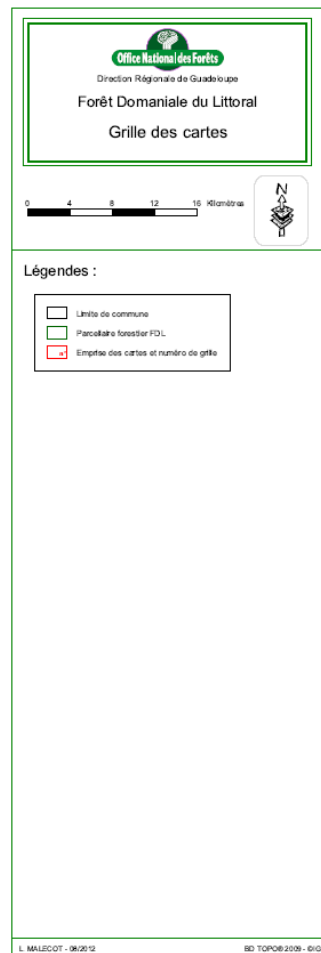 Office National des Forêts
Direction Régionale de Guadeloupe
Forêt Domaniale du Littoral
Grille des cartes
0 4 8 12 16 Kilomètres
N
Légendes :
Limite de commune
Parcellaire forestier FDL
n° Emprise des cartes et numéro de grille
L. MALECOT - 08/2012
BD TOPO® 2009 - ©IG